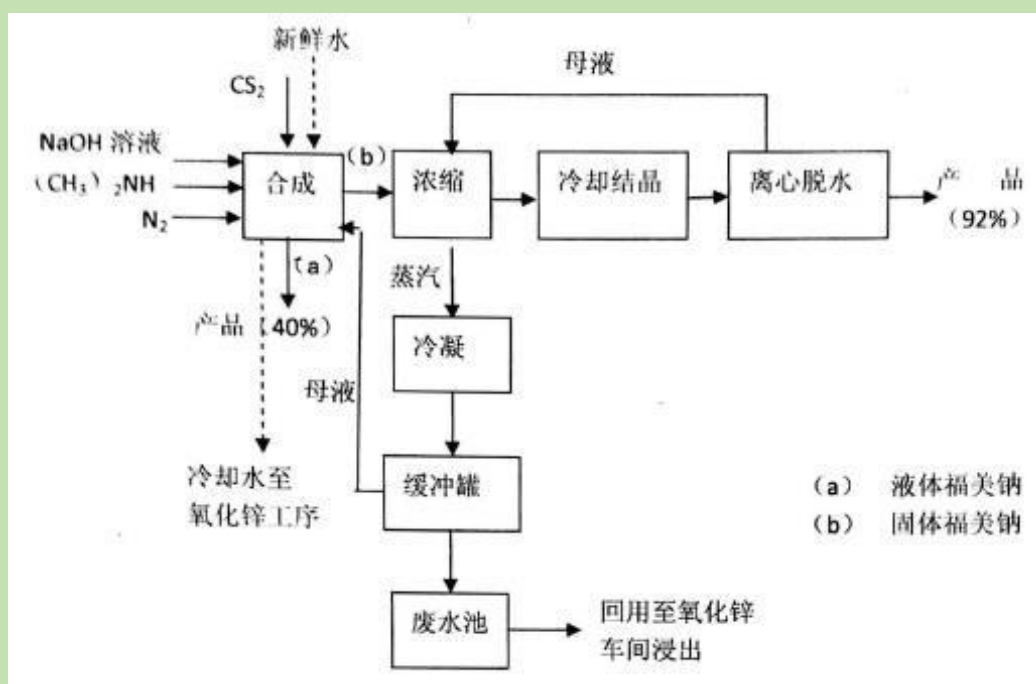 新鲜水
CS₂
母液
NaOH 溶液
(CH₃)₂NH
N₂
合成
(b)
浓缩
冷却结晶
离心脱水
产品
(92%)
(a)
产品(40%)
蒸汽
冷凝
母液
冷却水至
氧化锌工序
缓冲罐
(a) 液体福美钠
(b) 固体福美钠
废水池
回用至氧化锌
车间浸出